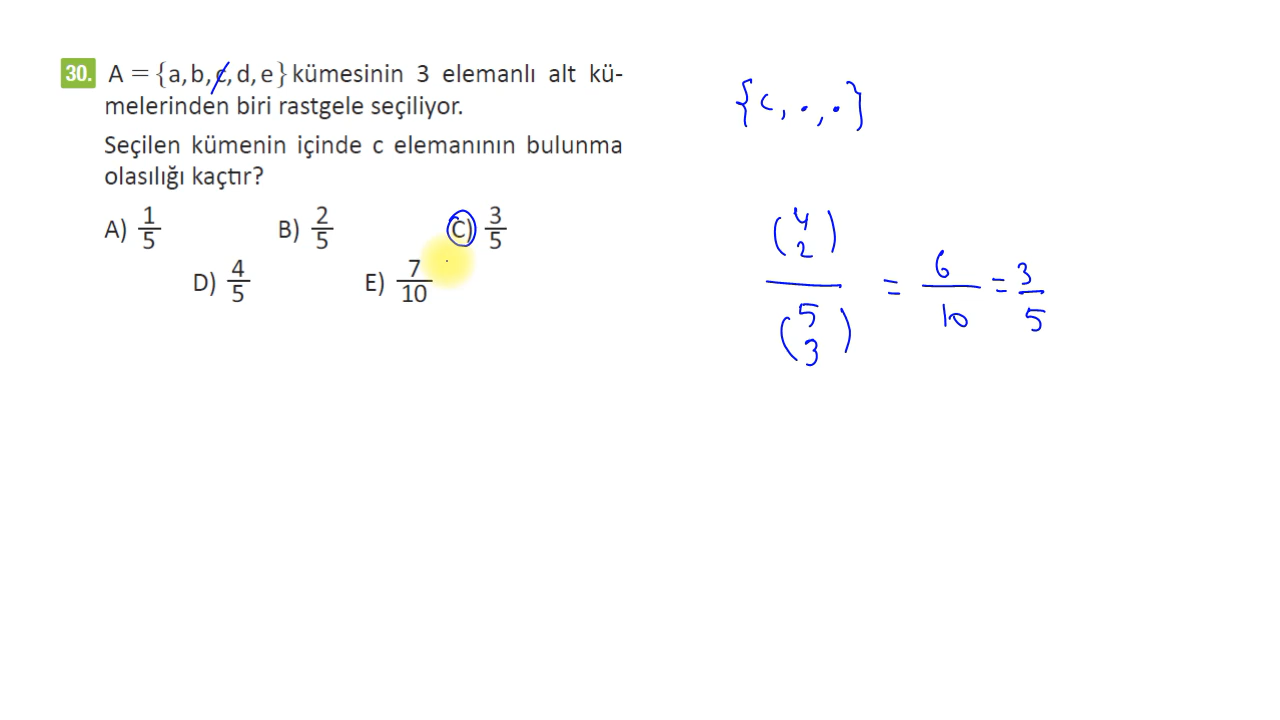 30. A = {a, b, c, d, e} kümesinin 3 elemanlı alt kü-
melerinden biri rastgele seçiliyor.
Seçilen kümenin içinde c elemanının bulunma
olasılığı kaçtır?
A) 1/5 B) 2/5 C) 3/5
D) 4/5 E) 7/10
{c, ., .}
(4 2) / (5 3) = 6/10 = 3/5